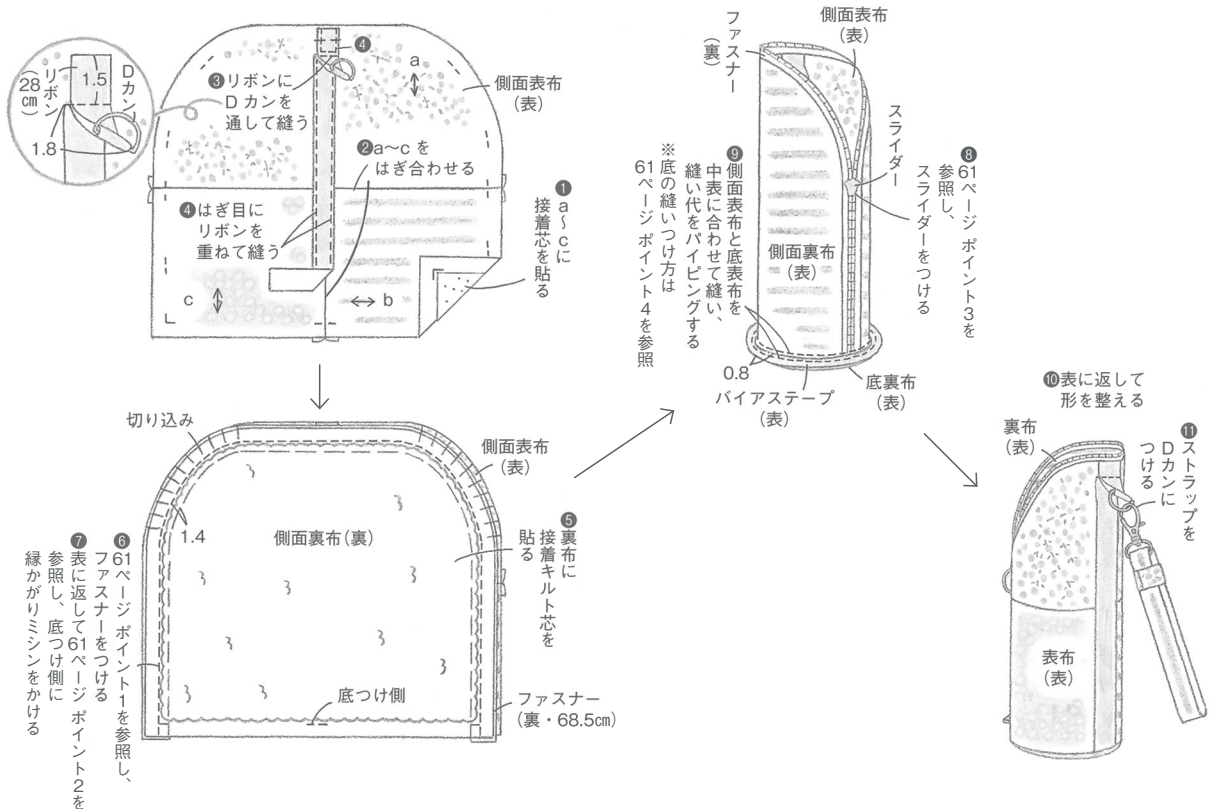 リボン
(28cm)
1.5
Dカン
1.8
❸リボンに
Dカンを
通して縫う
❹
a
側面表布
(表)
❷a〜cを
はぎ合わせる
❹はぎ目に
リボンを
重ねて縫う
c
b
❶a〜cに
接着芯を
貼る
切り込み
側面表布
(表)
1.4
側面裏布(裏)
❺裏布に
接着キルト芯を
貼る
❻61ページ ポイント1を参照し、
ファスナーをつける
❼表に返して61ページ ポイント2を
参照し、底つけ側に
縁かがりミシンをかける
底つけ側
ファスナー
(裏・68.5cm)
ファスナー
(裏)
側面表布
(表)
スライダー
❽61ページ ポイント3を
参照し、
スライダーをつける
❾側面表布と底表布を
中表に合わせて縫い、
縫い代をパイピングする
※底の縫いつけ方は
61ページ ポイント4を参照
側面裏布
(表)
0.8
バイアステープ
(表)
底裏布
(表)
❿表に返して
形を整える
裏布
(表)
⓫ストラップを
Dカンに
つける
表布
(表)